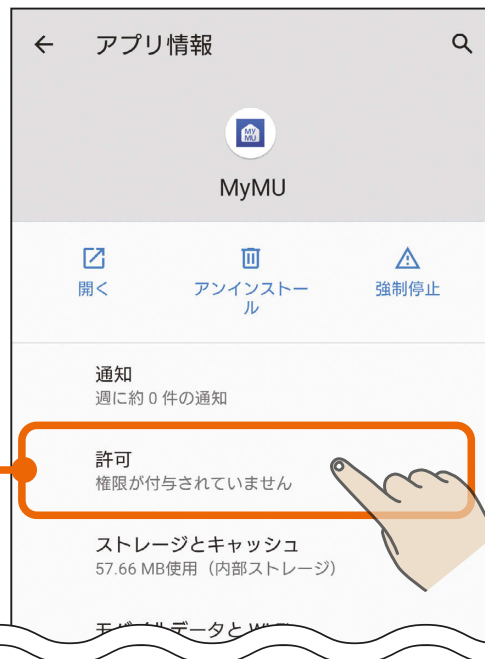 アプリ情報
MY
MU
MyMU
開く
アンインストー
ル
強制停止
通知
週に約 0 件の通知
許可
権限が付与されていません
ストレージとキャッシュ
57.66 MB使用（内部ストレージ）